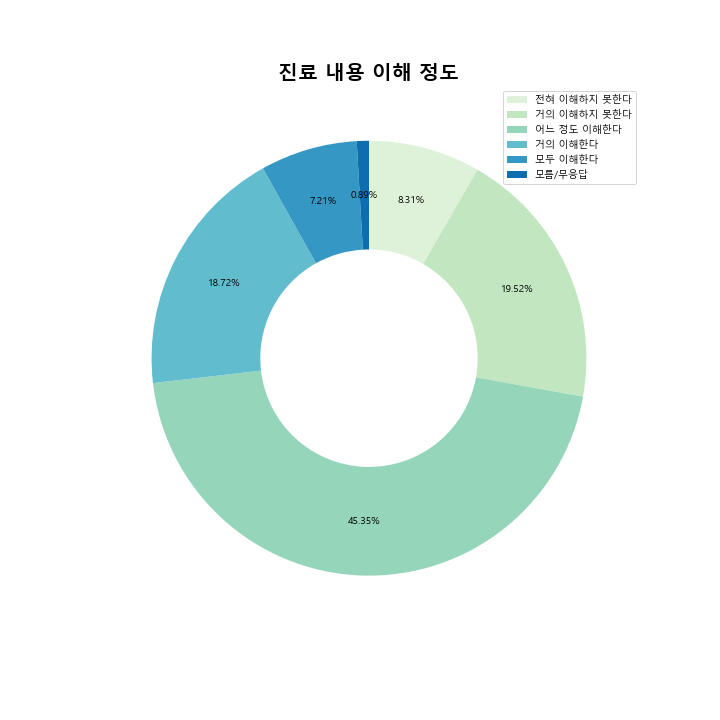 진료 내용 이해 정도
전혀 이해하지 못한다
거의 이해하지 못한다
어느 정도 이해한다
거의 이해한다
모두 이해한다
모름/무응답
0.89%
8.31%
7.21%
18.72%
19.52%
45.35%